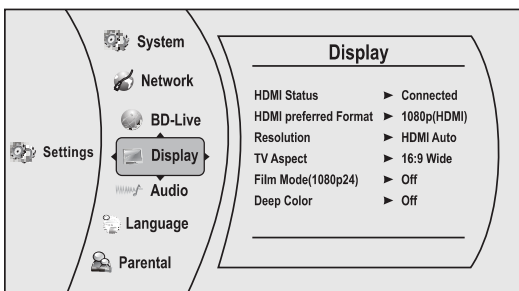 Settings
System
Network
BD-Live
Display
Audio
Language
Parental
Display
HDMI Status ► Connected
HDMI preferred Format ► 1080p(HDMI)
Resolution ► HDMI Auto
TV Aspect ► 16:9 Wide
Film Mode(1080p24) ► Off
Deep Color ► Off